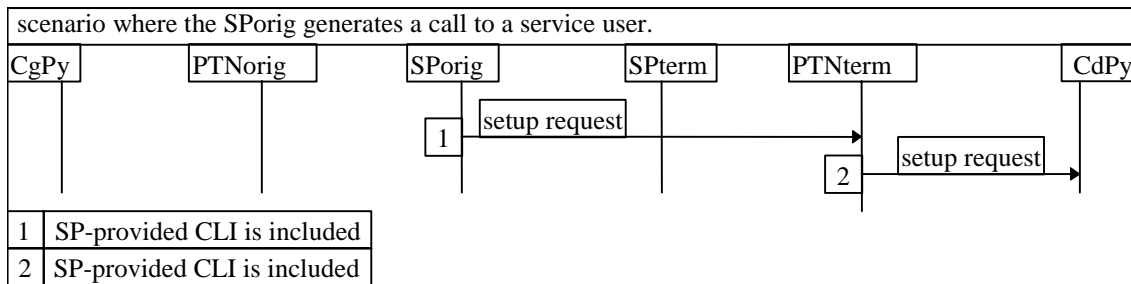 scenario where the SPorig generates a call to a service user.
CgPy PTNorig SPorig SPterm PTNterm CdPy
1 setup request
2 setup request
1 SP-provided CLI is included
2 SP-provided CLI is included